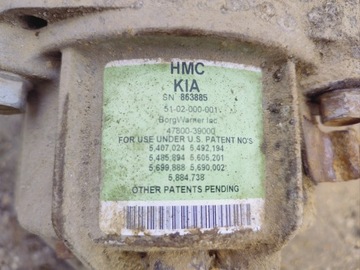 HMC
KIA
SN 863885
51-02-000-001
BorgWarner Inc.
47800-39000
FOR USE UNDER U.S. PATENT NO'S
5,407,024 5,492,194
5,485,894 5,605,201
5,699,888 5,690,002
5,884,738
OTHER PATENTS PENDING